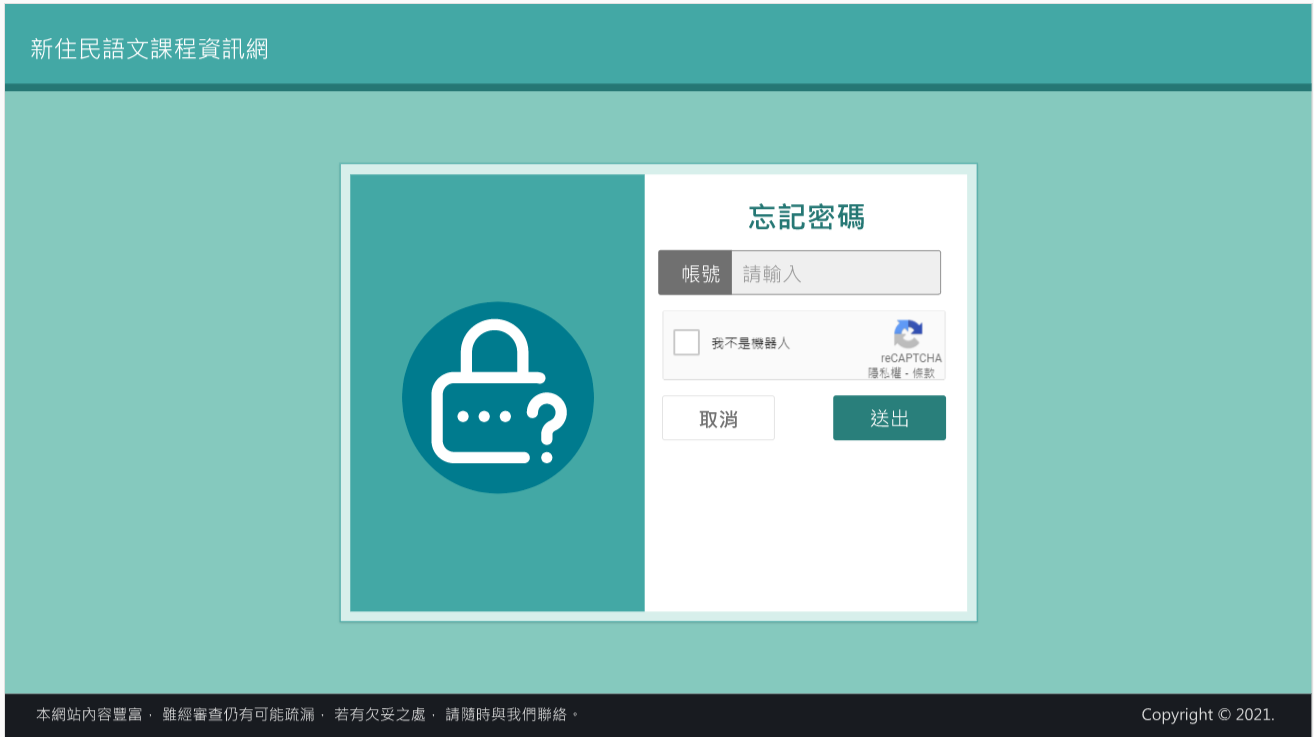 新住民語文課程資訊網
忘記密碼
帳號 請輸入
我不是機器人
reCAPTCHA
隱私權 - 條款
取消 送出
本網站內容豐富， 雖經審查仍有可能疏漏， 若有欠妥之處， 請隨時與我們聯絡。 Copyright © 2021.